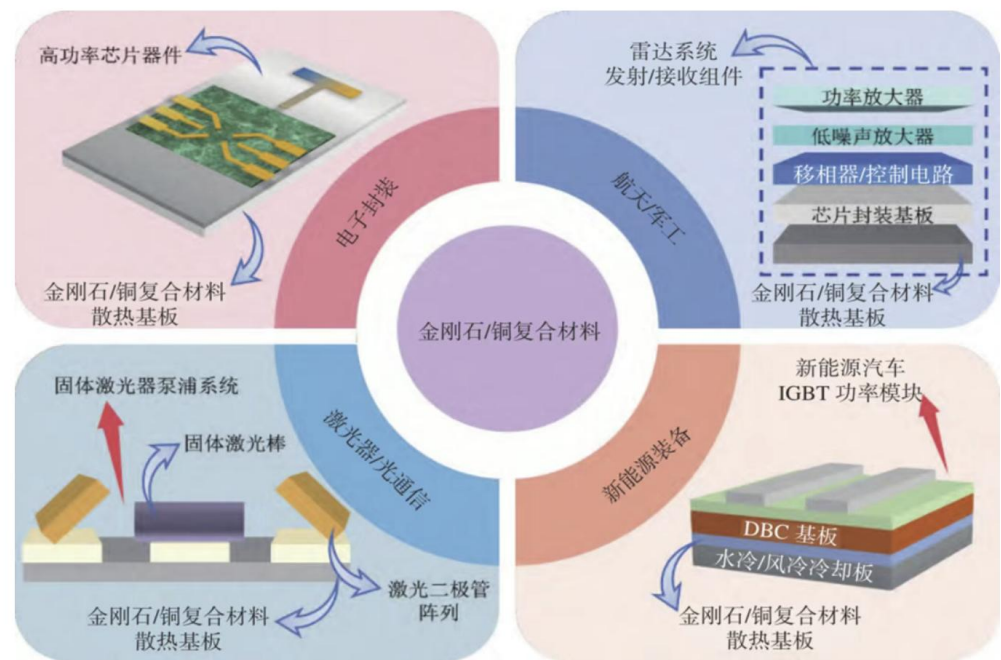 高功率芯片器件
电子封装
金刚石/铜复合材料
散热基板
雷达系统
发射/接收组件
功率放大器
低噪声放大器
移相器/控制电路
芯片封装基板
航天/军工
金刚石/铜复合材料
散热基板
金刚石/铜复合材料
固体激光器泵浦系统
固体激光棒
激光器/光通信
激光二极管
阵列
金刚石/铜复合材料
散热基板
新能源汽车
IGBT 功率模块
新能源装备
DBC 基板
水冷/风冷冷却板
金刚石/铜复合材料
散热基板